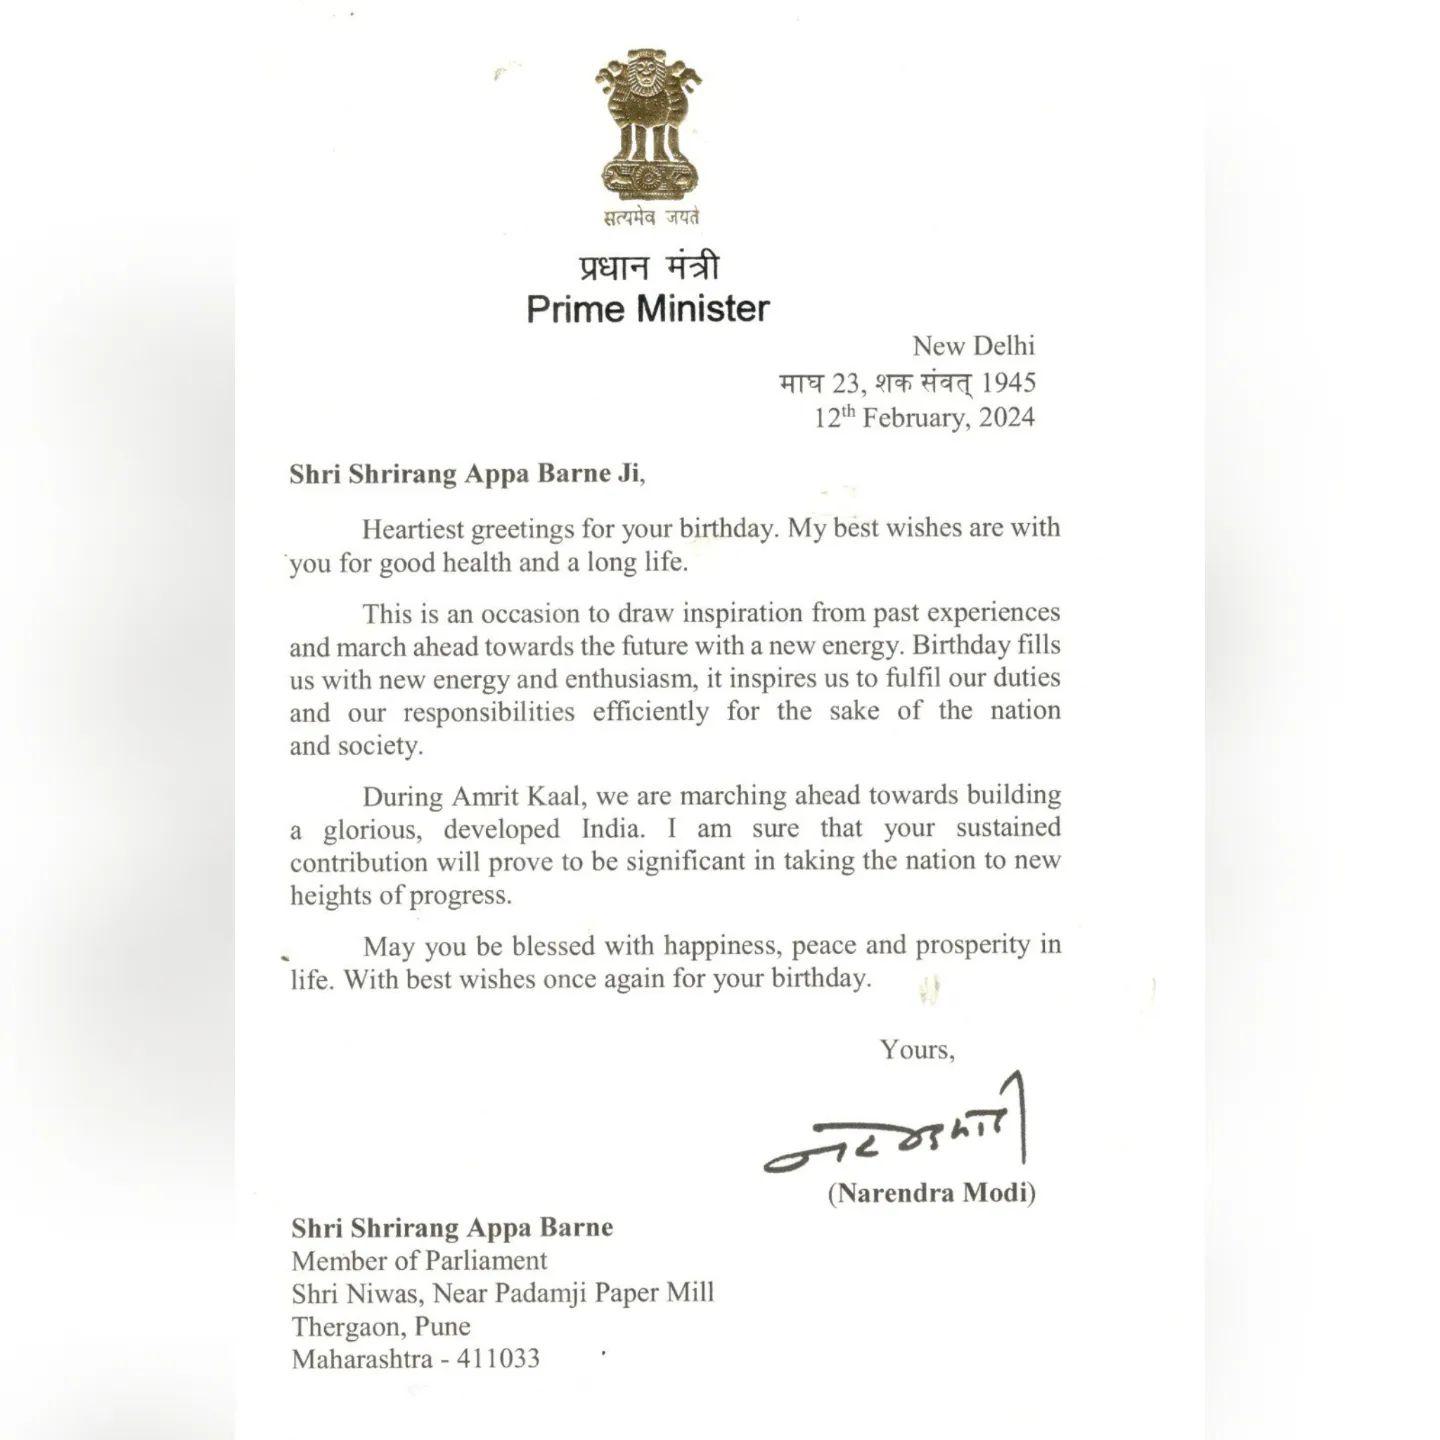 सत्यमेव जयते
प्रधान मंत्री
Prime Minister
New Delhi
माघ 23, शक संवत् 1945
12th February, 2024
Shri Shrirang Appa Barne Ji,
Heartiest greetings for your birthday. My best wishes are with
you for good health and a long life.
This is an occasion to draw inspiration from past experiences
and march ahead towards the future with a new energy. Birthday fills
us with new energy and enthusiasm, it inspires us to fulfil our duties
and our responsibilities efficiently for the sake of the nation
and society.
During Amrit Kaal, we are marching ahead towards building
a glorious, developed India. I am sure that your sustained
contribution will prove to be significant in taking the nation to new
heights of progress.
May you be blessed with happiness, peace and prosperity in
life. With best wishes once again for your birthday.
Yours,
(Narendra Modi)
Shri Shrirang Appa Barne
Member of Parliament
Shri Niwas, Near Padamji Paper Mill
Thergaon, Pune
Maharashtra - 411033